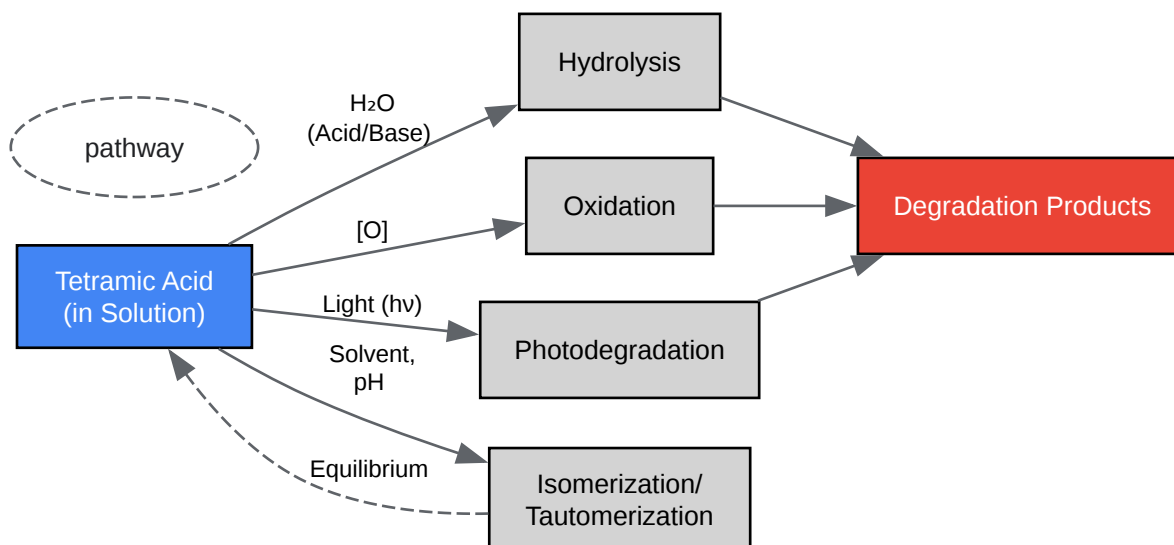 Hydrolysis
H₂O
(Acid/Base)
pathway
Oxidation
Degradation Products
[O]
Tetramic Acid
(in Solution)
Light (hν)
Photodegradation
Solvent,
pH
Equilibrium
Isomerization/
Tautomerization